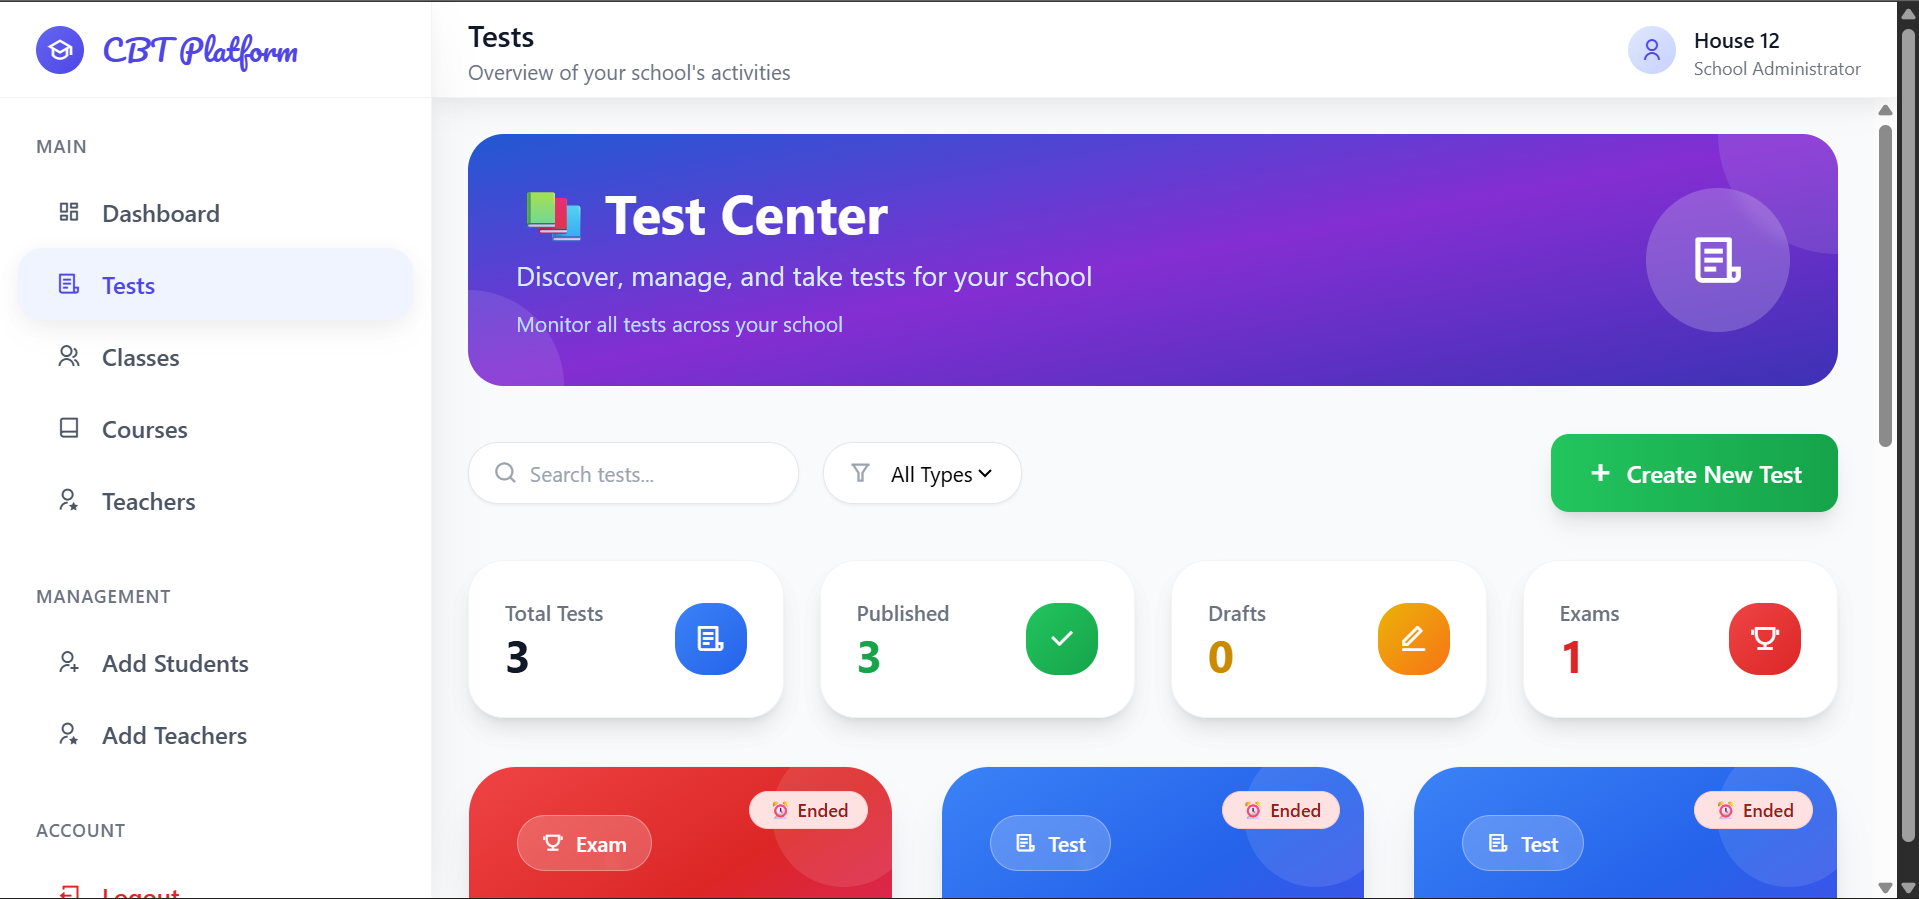 CBT Platform
MAIN
Dashboard
Tests
Classes
Courses
Teachers
MANAGEMENT
Add Students
Add Teachers
ACCOUNT
Logout
Tests
Overview of your school's activities
House 12
School Administrator
Test Center
Discover, manage, and take tests for your school
Monitor all tests across your school
Search tests...
All Types
+ Create New Test
Total Tests
3
Published
3
Drafts
0
Exams
1
Ended
Exam
Ended
Test
Ended
Test